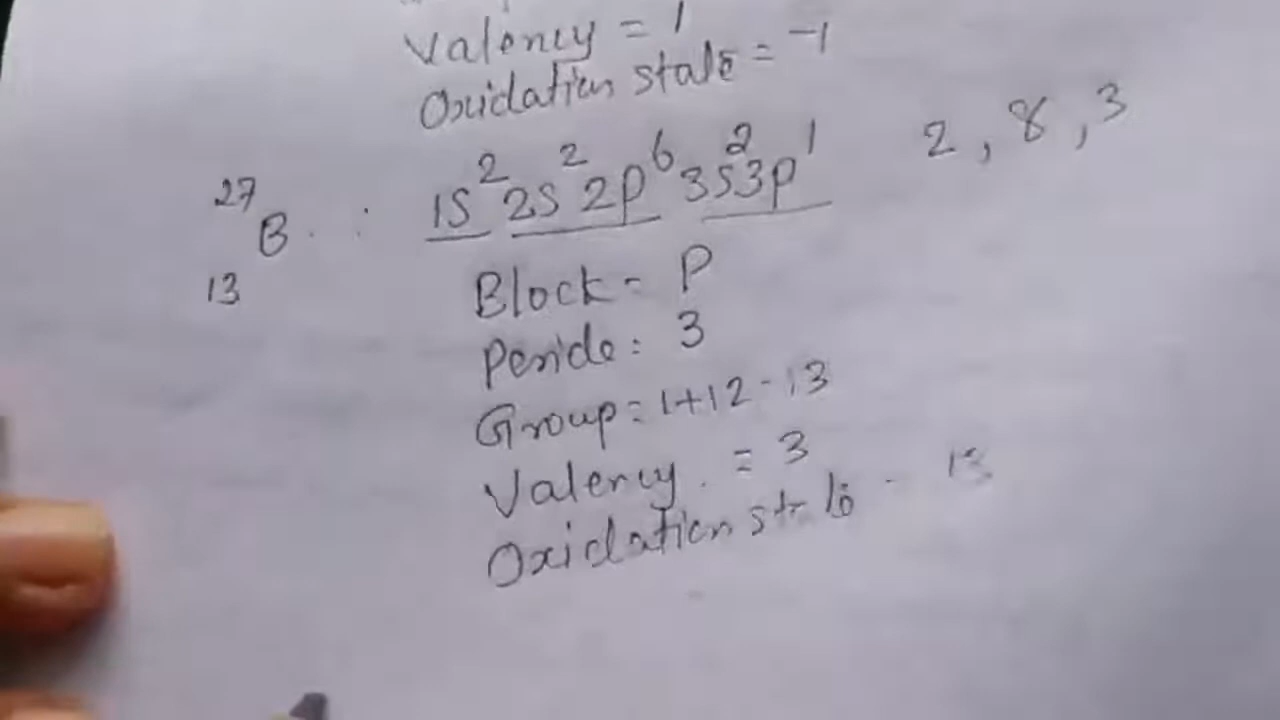 Valency = 1
Oxidation state = -1
27 13 B : 1S² 2S² 2p⁶ 3S² 3p¹ 2, 8, 3
Block - P
Peride: 3
Group = 1+12 - 13
Valency. = 3
Oxidation